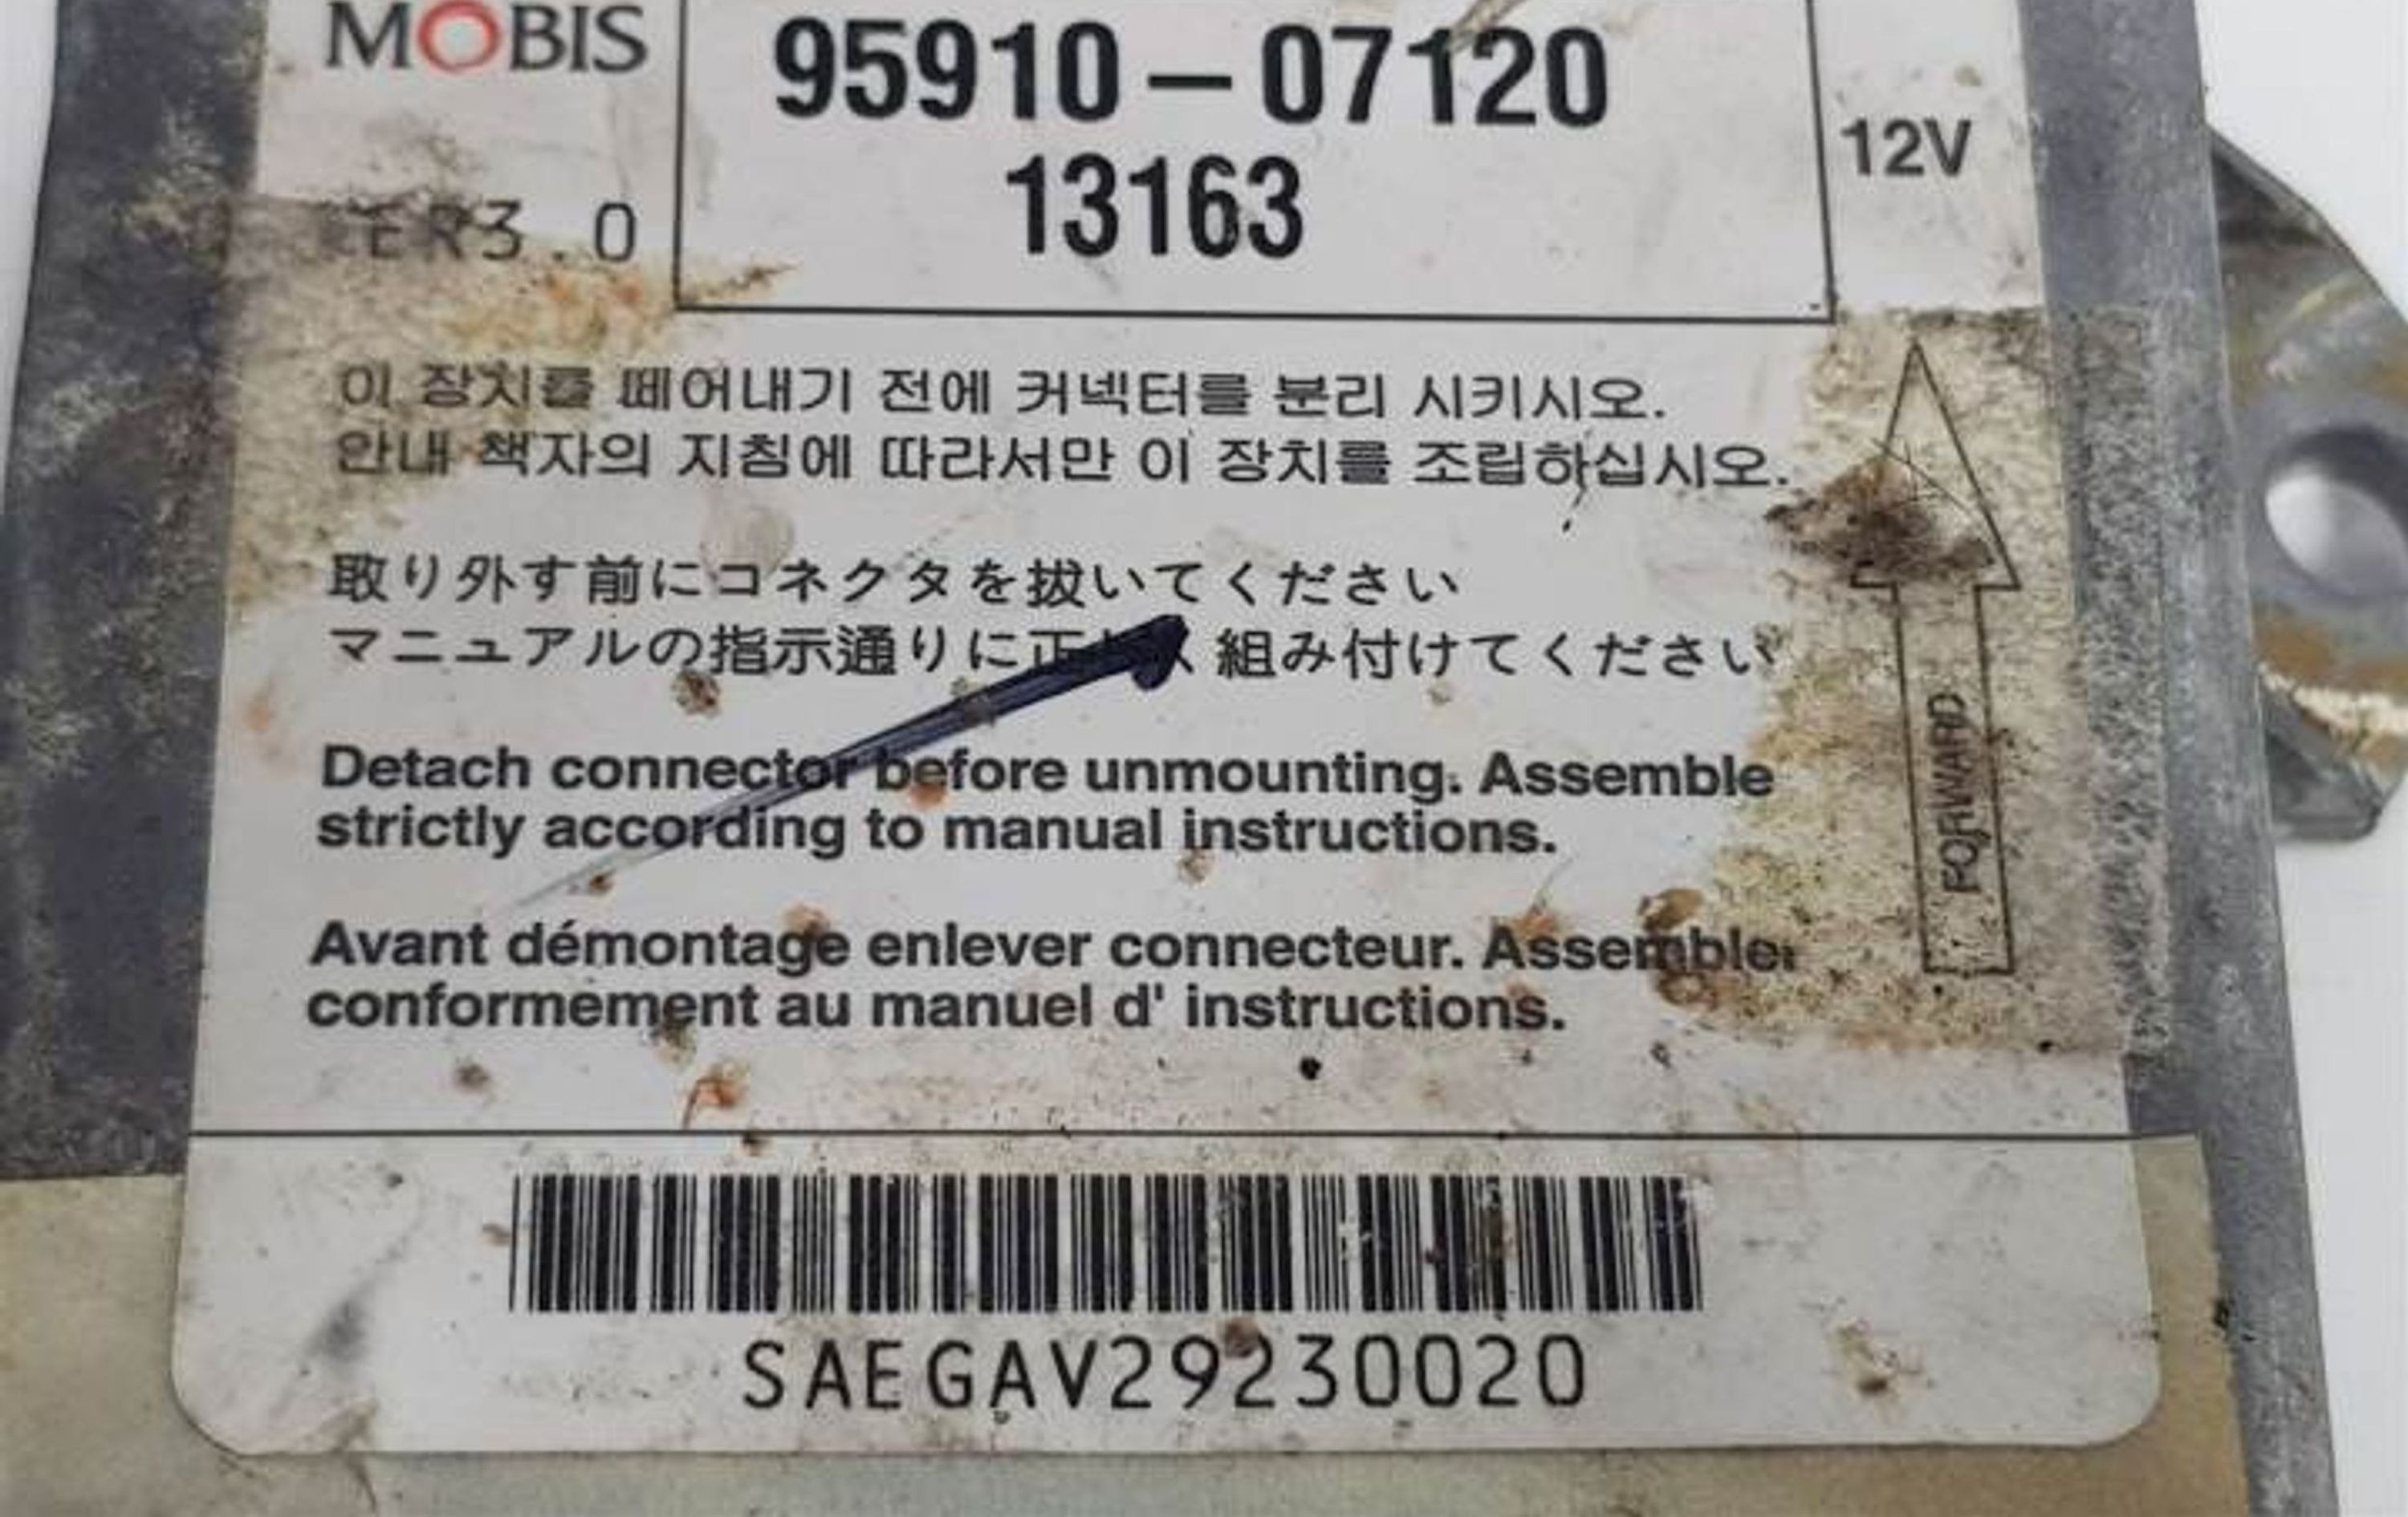 MOBIS
95910-07120
13163
12V
ER3.0
이 장치를 떼어내기 전에 커넥터를 분리 시키시오.
안내 책자의 지침에 따라서만 이 장치를 조립하십시오.
取り外す前にコネクタを抜いてください
マニュアルの指示通りに正しく組み付けてください
Detach connector before unmounting. Assemble
strictly according to manual instructions.
Avant démontage enlever connecteur. Assembler
conformement au manuel d' instructions.
FORWARD
SAEGAV29230020